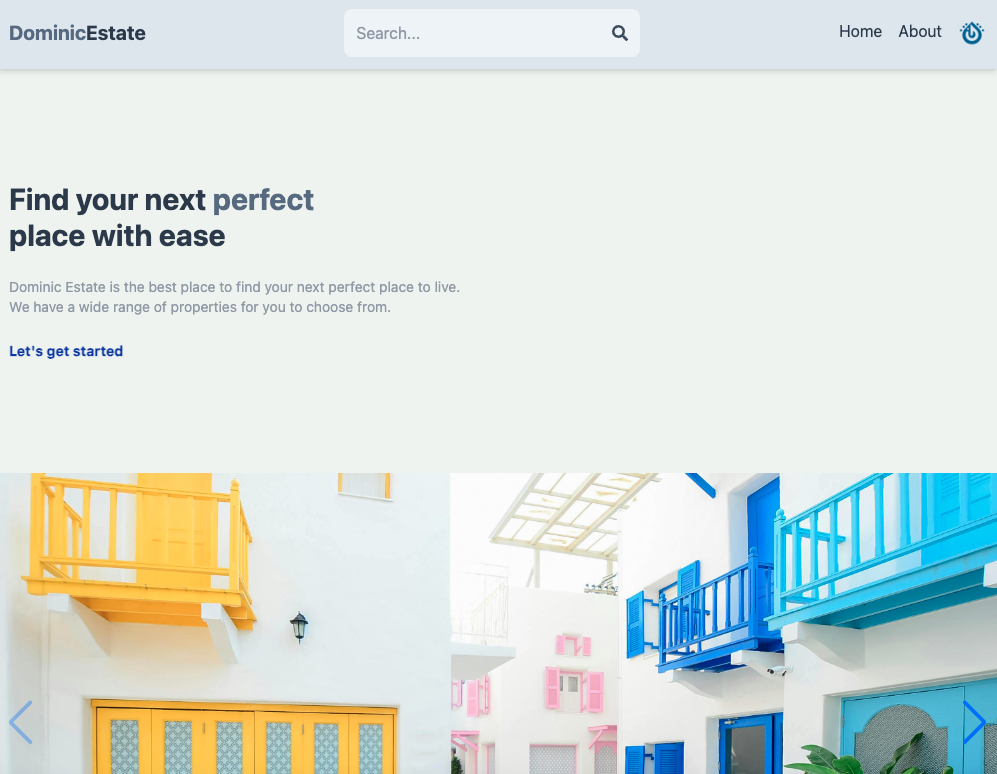 DominicEstate
Search...
Home
About
Find your next perfect
place with ease
Dominic Estate is the best place to find your next perfect place to live.
We have a wide range of properties for you to choose from.
Let's get started